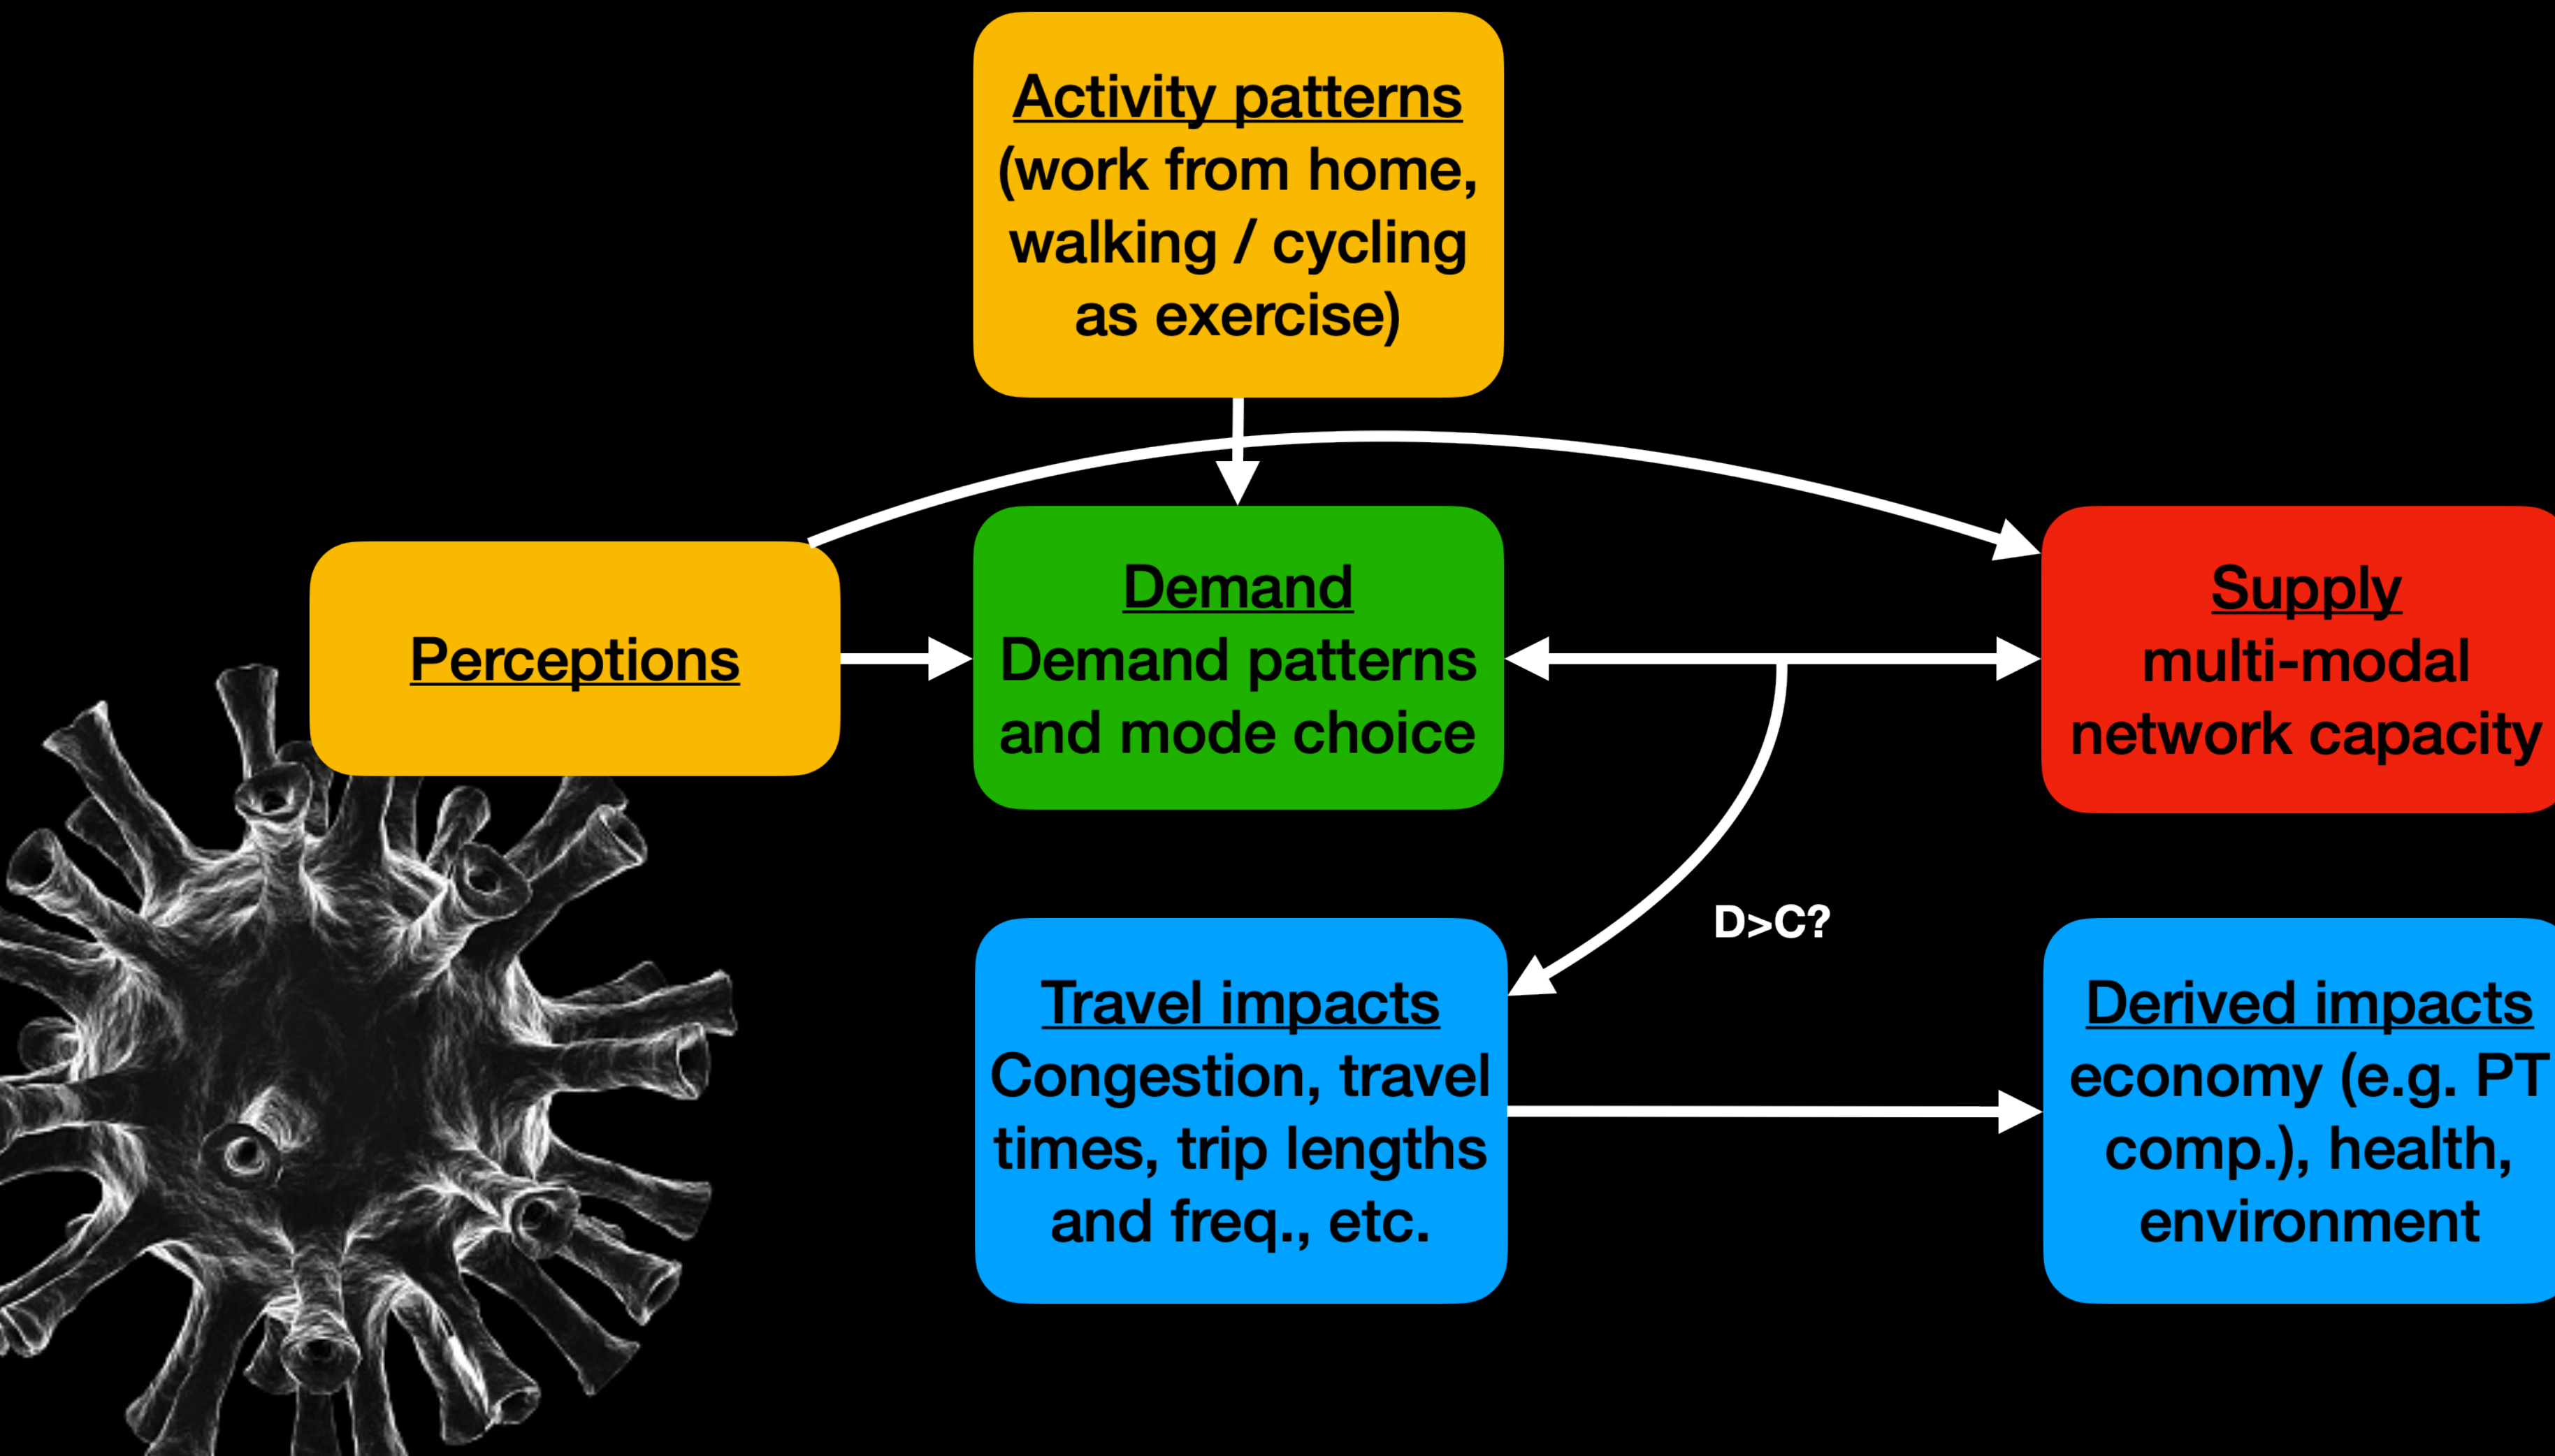 Activity patterns
(work from home,
walking / cycling
as exercise)
Perceptions
Demand
Demand patterns
and mode choice
Supply
multi-modal
network capacity
D>C?
Travel impacts
Congestion, travel
times, trip lengths
and freq., etc.
Derived impacts
economy (e.g. PT
comp.), health,
environment